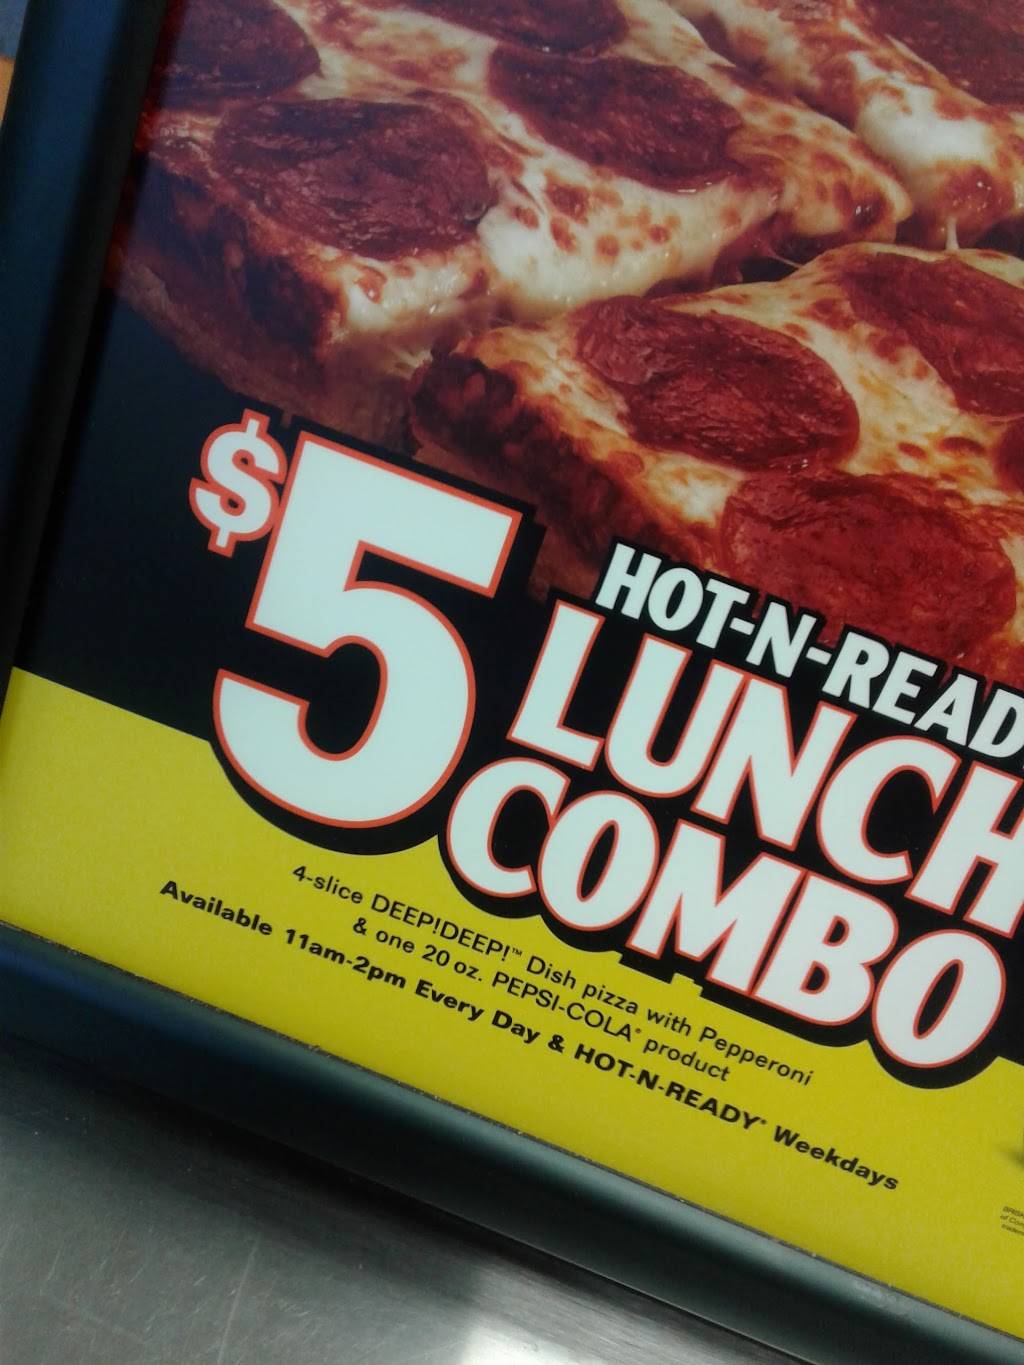 $5 HOT-N-READ
LUNCH
COMBO
4-slice DEEP!DEEP!™ Dish pizza with Pepperoni
& one 20 oz. PEPSI-COLA® product
Available 11am-2pm Every Day & HOT-N-READY® Weekdays